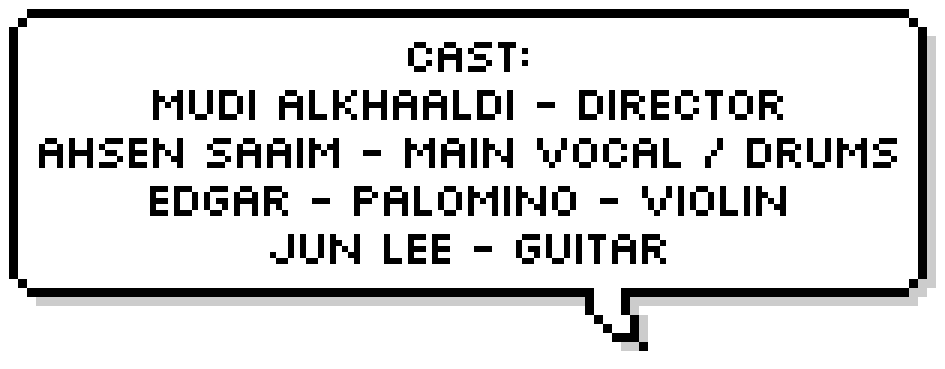 CAST:
MUDI ALKHAALDI - DIRECTOR
AHSEN SAAIM - MAIN VOCAL / DRUMS
EDGAR - PALOMINO - VIOLIN
JUN LEE - GUITAR